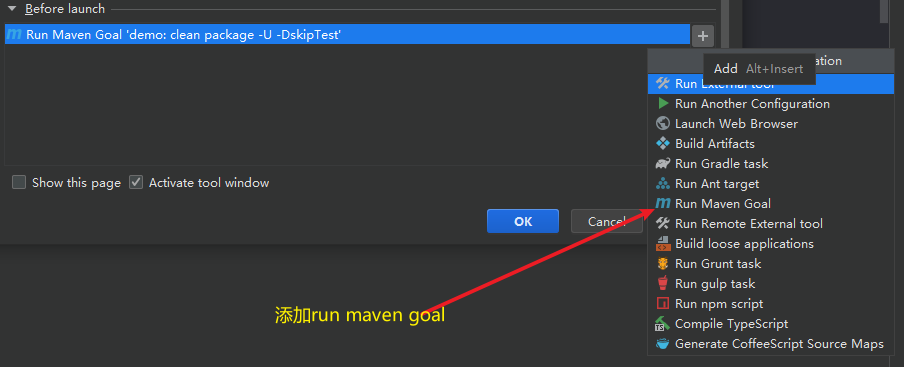 Before launch
Run Maven Goal 'demo: clean package -U -DskipTest'
Add Alt+Insert
Run External tool
Run Another Configuration
Launch Web Browser
Build Artifacts
Run Gradle task
Run Ant target
Run Maven Goal
Run Remote External tool
Build loose applications
Run Grunt task
Run gulp task
Run npm script
Compile TypeScript
Generate CoffeeScript Source Maps
Show this page
Activate tool window
OK
Cancel
添加run maven goal